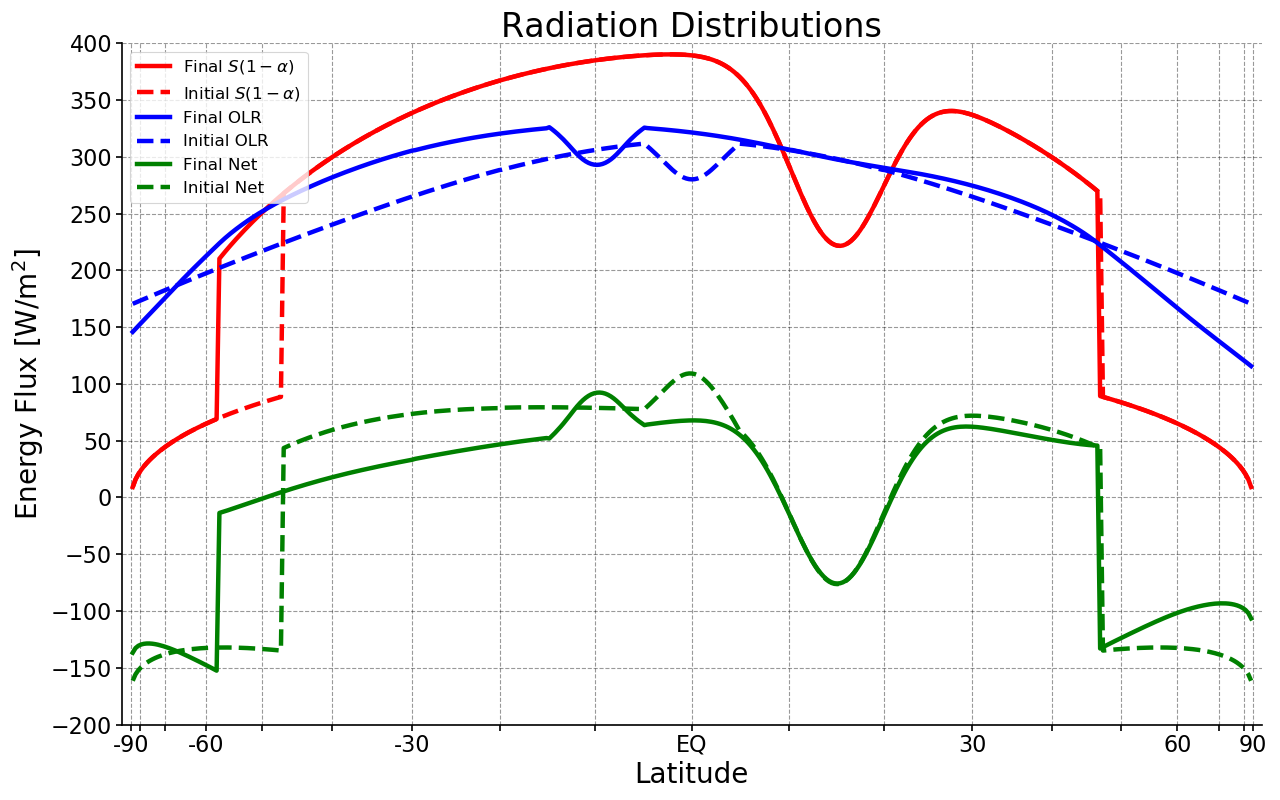 Radiation Distributions
Final S(1 − α)
Initial S(1 − α)
Final OLR
Initial OLR
Final Net
Initial Net
400
350
300
250
200
150
100
50
0
−50
−100
−150
−200
Energy Flux [W/m²]
-90 -60 -30 EQ 30 60 90
Latitude